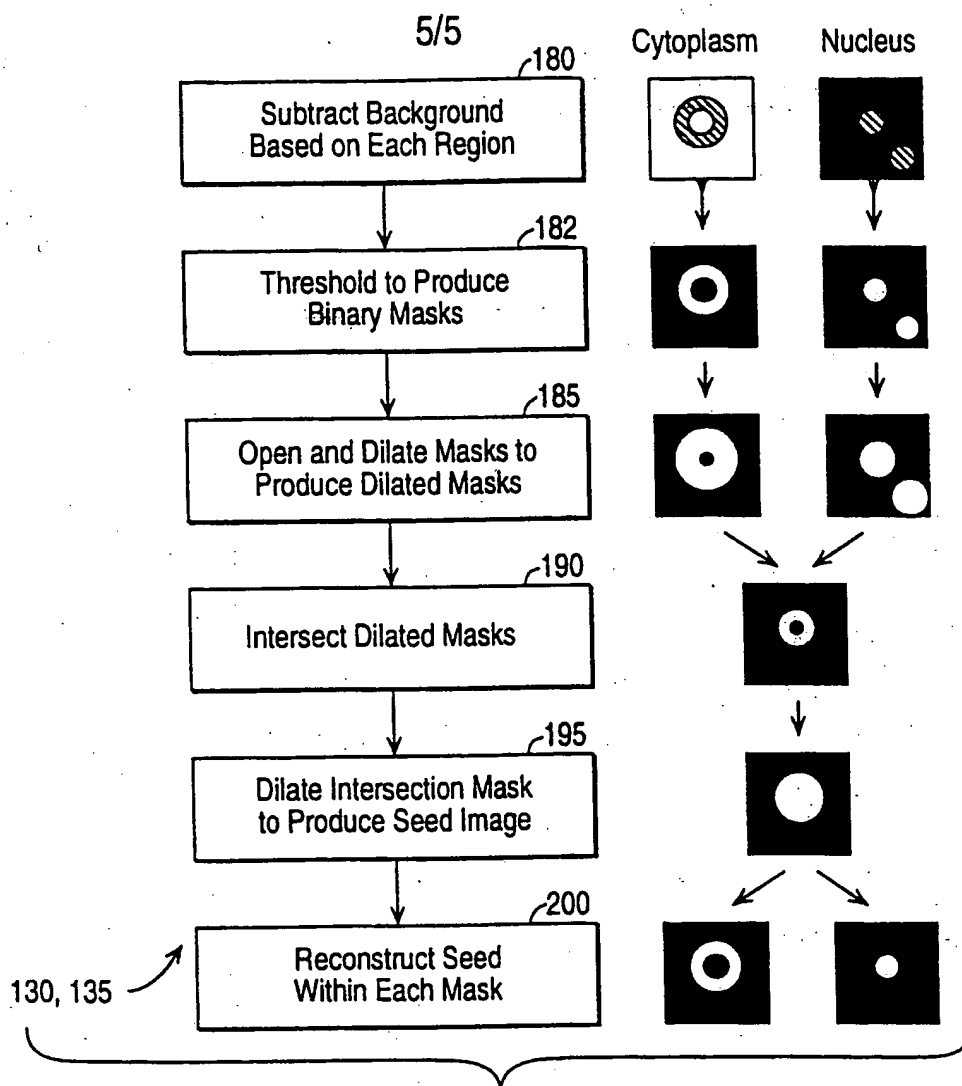 5/5
Cytoplasm
Nucleus
180
Subtract Background
Based on Each Region
182
Threshold to Produce
Binary Masks
185
Open and Dilate Masks to
Produce Dilated Masks
190
Intersect Dilated Masks
195
Dilate Intersection Mask
to Produce Seed Image
200
Reconstruct Seed
Within Each Mask
130, 135